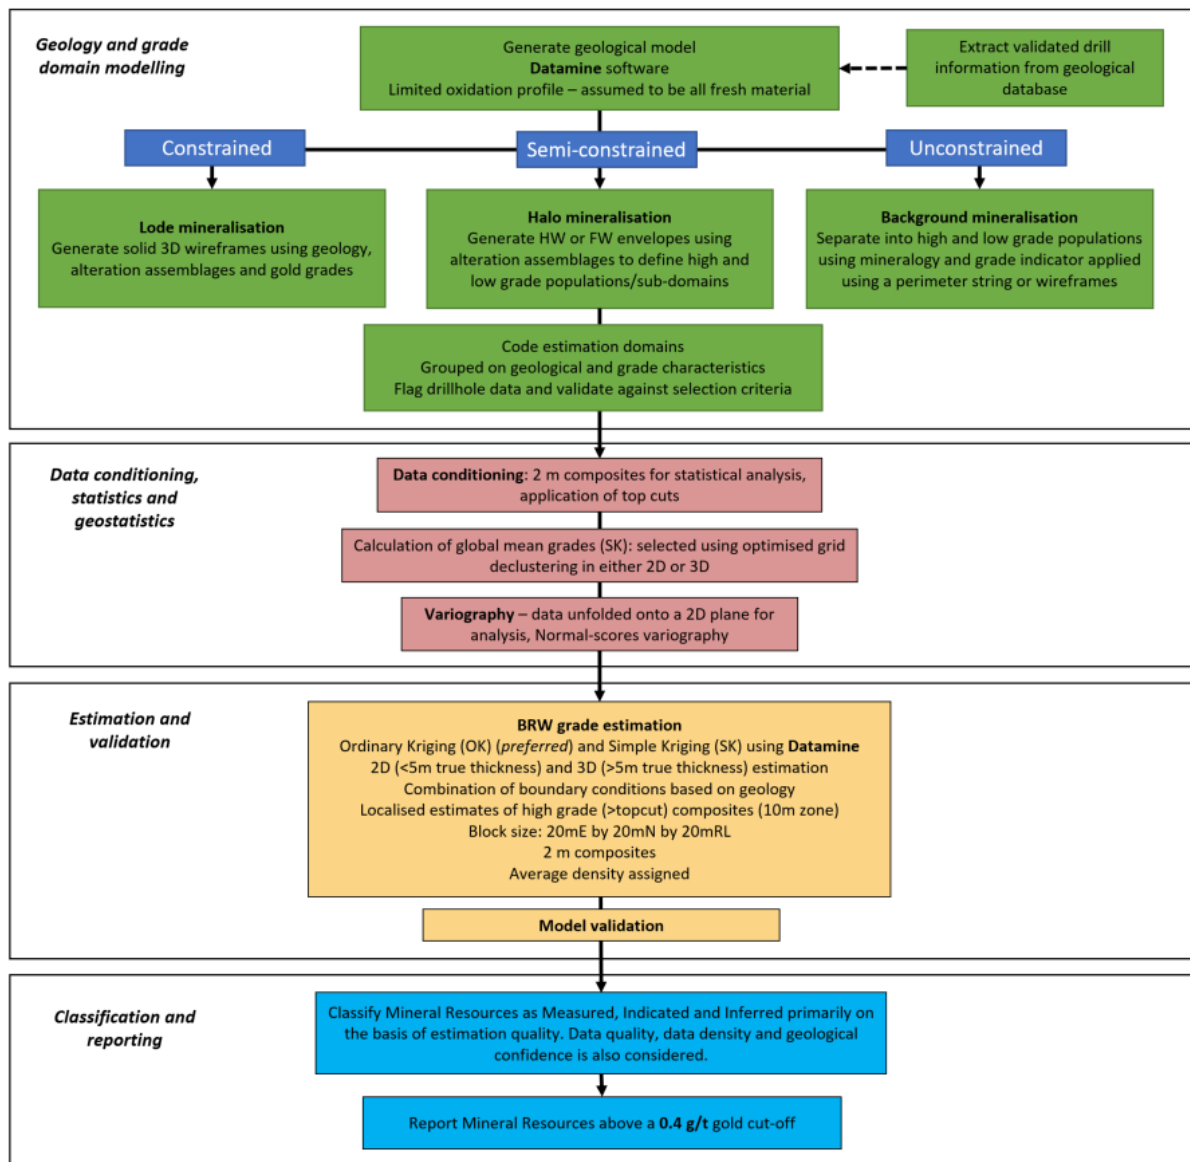 Geology and grade
domain modelling
Generate geological model
Datamine software
Limited oxidation profile – assumed to be all fresh material
Extract validated drill
information from geological
database
Constrained
Semi-constrained
Unconstrained
Lode mineralisation
Generate solid 3D wireframes using geology,
alteration assemblages and gold grades
Halo mineralisation
Generate HW or FW envelopes using
alteration assemblages to define high and
low grade populations/sub-domains
Background mineralisation
Separate into high and low grade populations
using mineralogy and grade indicator applied
using a perimeter string or wireframes
Code estimation domains
Grouped on geological and grade characteristics
Flag drillhole data and validate against selection criteria
Data conditioning,
statistics and
geostatistics
Data conditioning: 2 m composites for statistical analysis,
application of top cuts
Calculation of global mean grades (SK): selected using optimised grid
declustering in either 2D or 3D
Variography – data unfolded onto a 2D plane for
analysis, Normal-scores variography
Estimation and
validation
BRW grade estimation
Ordinary Kriging (OK) (preferred) and Simple Kriging (SK) using Datamine
2D (<5m true thickness) and 3D (>5m true thickness) estimation
Combination of boundary conditions based on geology
Localised estimates of high grade (>topcut) composites (10m zone)
Block size: 20mE by 20mN by 20mRL
2 m composites
Average density assigned
Model validation
Classification and
reporting
Classify Mineral Resources as Measured, Indicated and Inferred primarily on
the basis of estimation quality. Data quality, data density and geological
confidence is also considered.
Report Mineral Resources above a 0.4 g/t gold cut-off